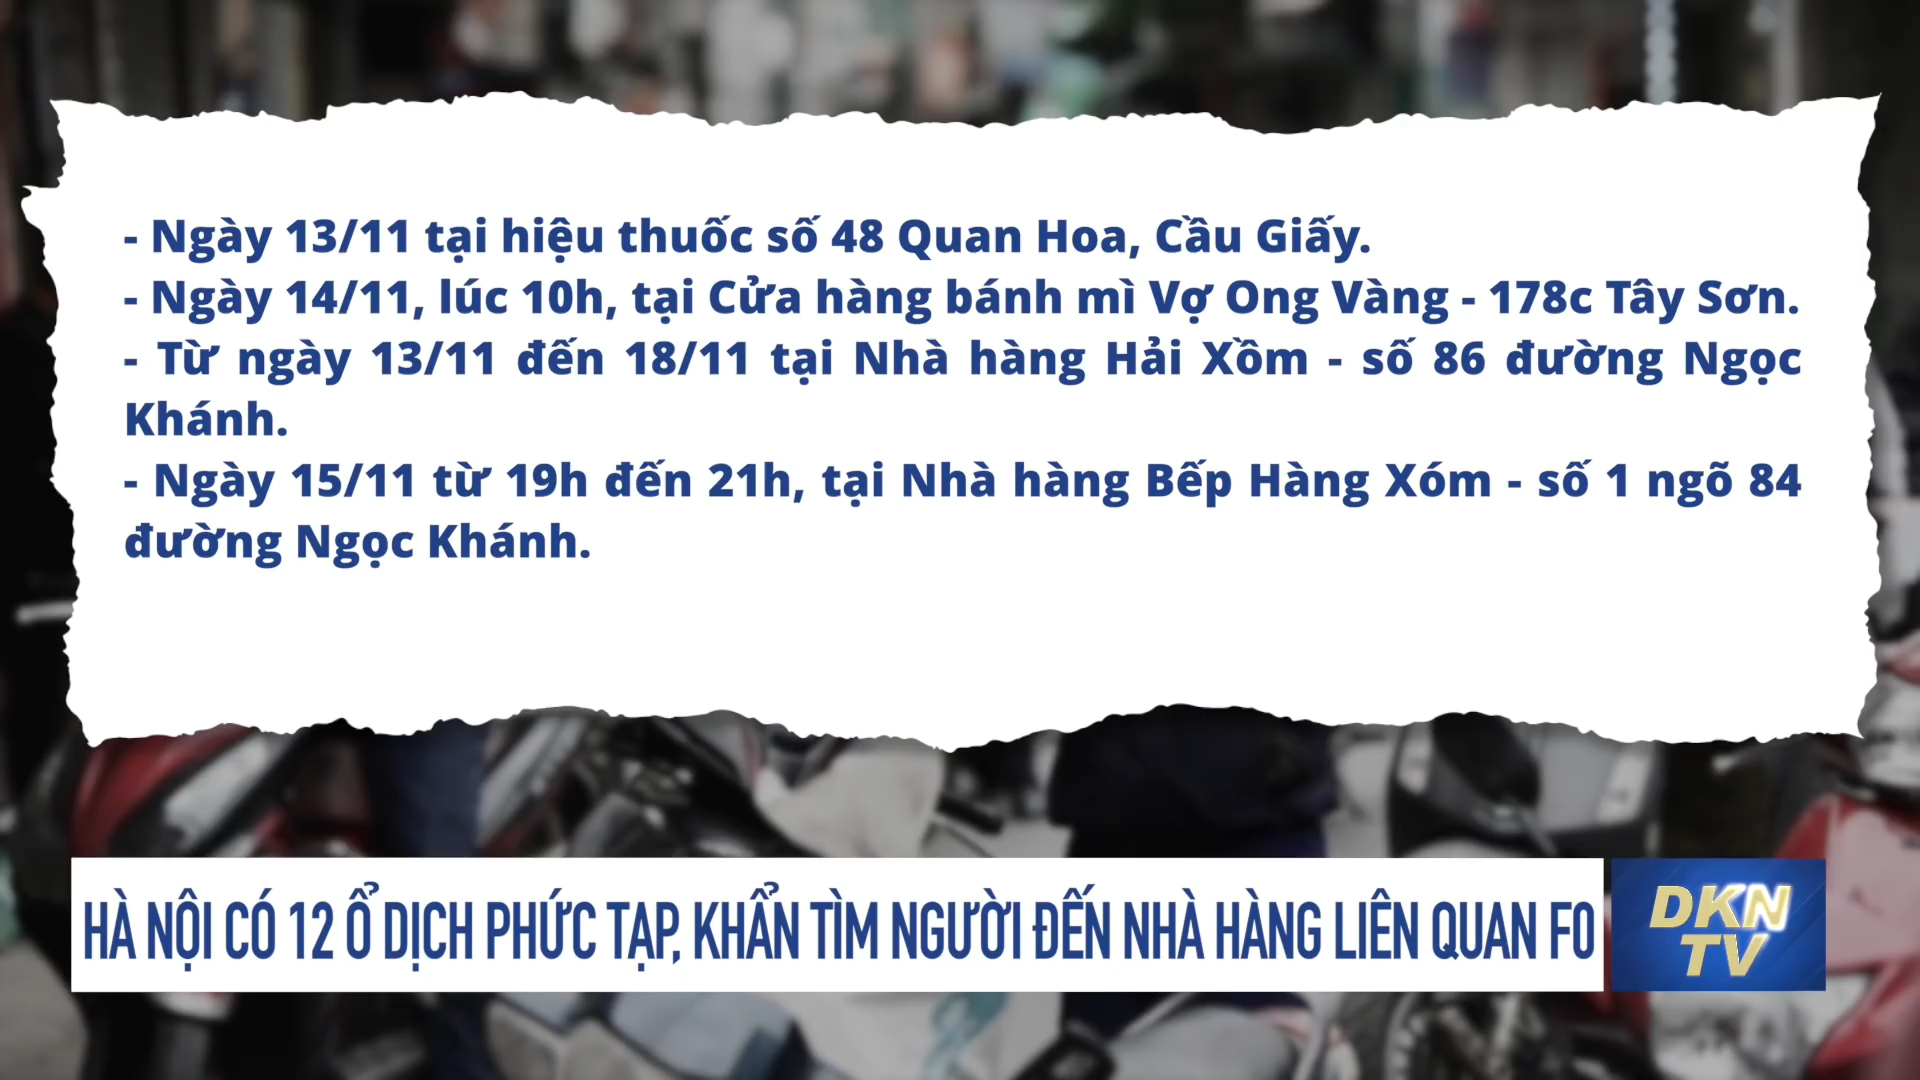 - Ngày 13/11 tại hiệu thuốc số 48 Quan Hoa, Cầu Giấy.
- Ngày 14/11, lúc 10h, tại Cửa hàng bánh mì Vợ Ong Vàng - 178c Tây Sơn.
- Từ ngày 13/11 đến 18/11 tại Nhà hàng Hải Xồm - số 86 đường Ngọc
Khánh.
- Ngày 15/11 từ 19h đến 21h, tại Nhà hàng Bếp Hàng Xóm - số 1 ngõ 84
đường Ngọc Khánh.
HÀ NỘI CÓ 12 Ổ DỊCH PHỨC TẠP, KHẨN TÌM NGƯỜI ĐẾN NHÀ HÀNG LIÊN QUAN F0
DKN
TV